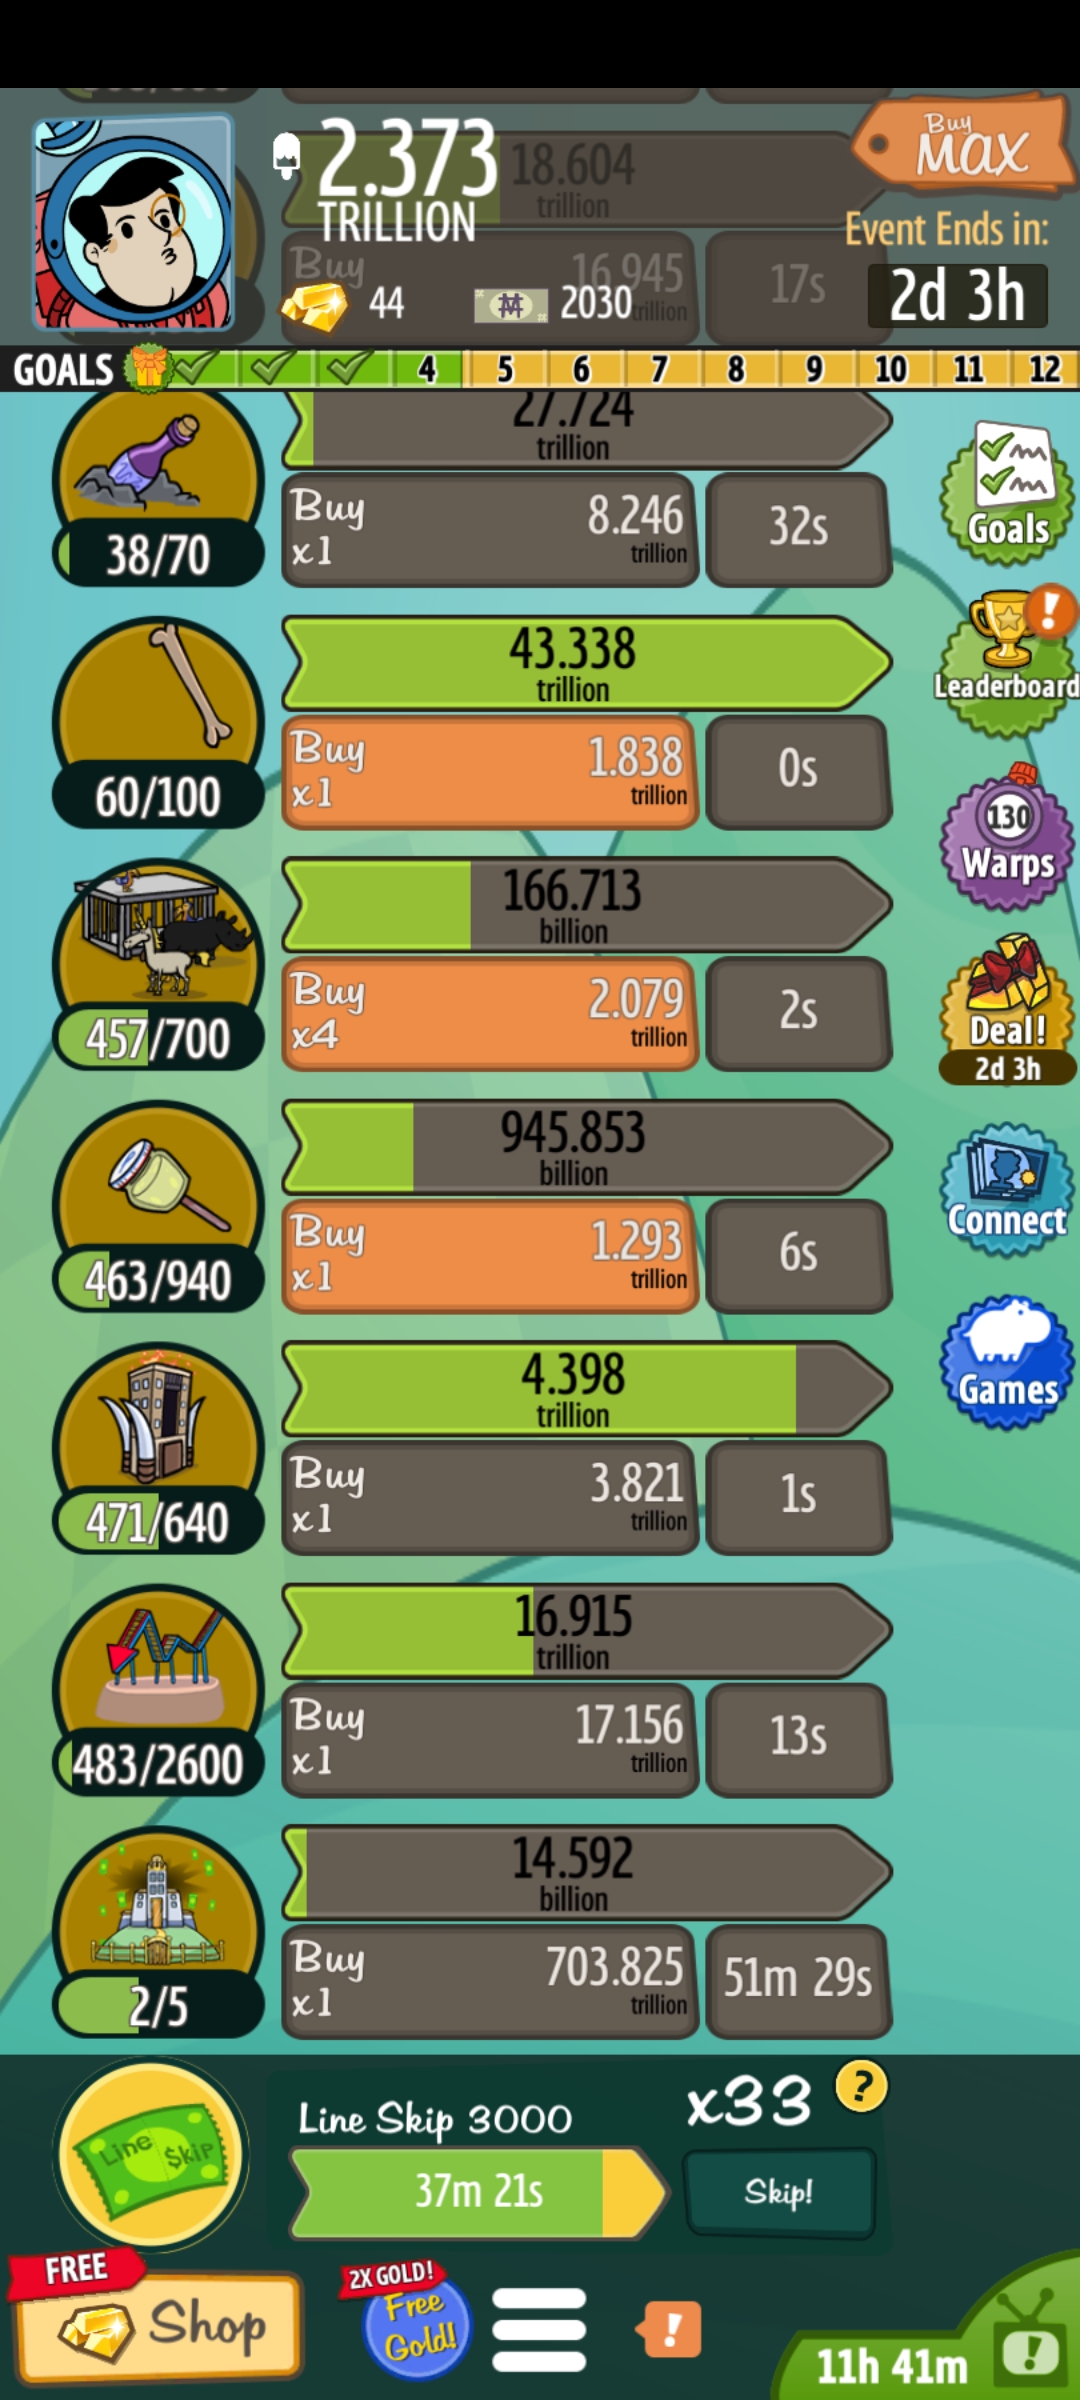 2.373
TRILLION
18.604
trillion
Buy
MAX
Event Ends in:
2d 3h
Buy
16.945
trillion
17s
44
2030
GOALS
4
5
6
7
8
9
10
11
12
27.724
trillion
38/70
Buy
x1
8.246
trillion
32s
Goals
43.338
trillion
60/100
Buy
x1
1.838
trillion
0s
Leaderboard
!
166.713
billion
457/700
Buy
x4
2.079
trillion
2s
130
Warps
Deal!
2d 3h
945.853
billion
463/940
Buy
x1
1.293
trillion
6s
Connect
4.398
trillion
471/640
Buy
x1
3.821
trillion
1s
Games
16.915
trillion
483/2600
Buy
x1
17.156
trillion
13s
14.592
billion
2/5
Buy
x1
703.825
trillion
51m 29s
Line $kip
Line Skip 3000
x33
?
37m 21s
Skip!
FREE
Shop
2X GOLD!
Free
Gold!
!
11h 41m
!